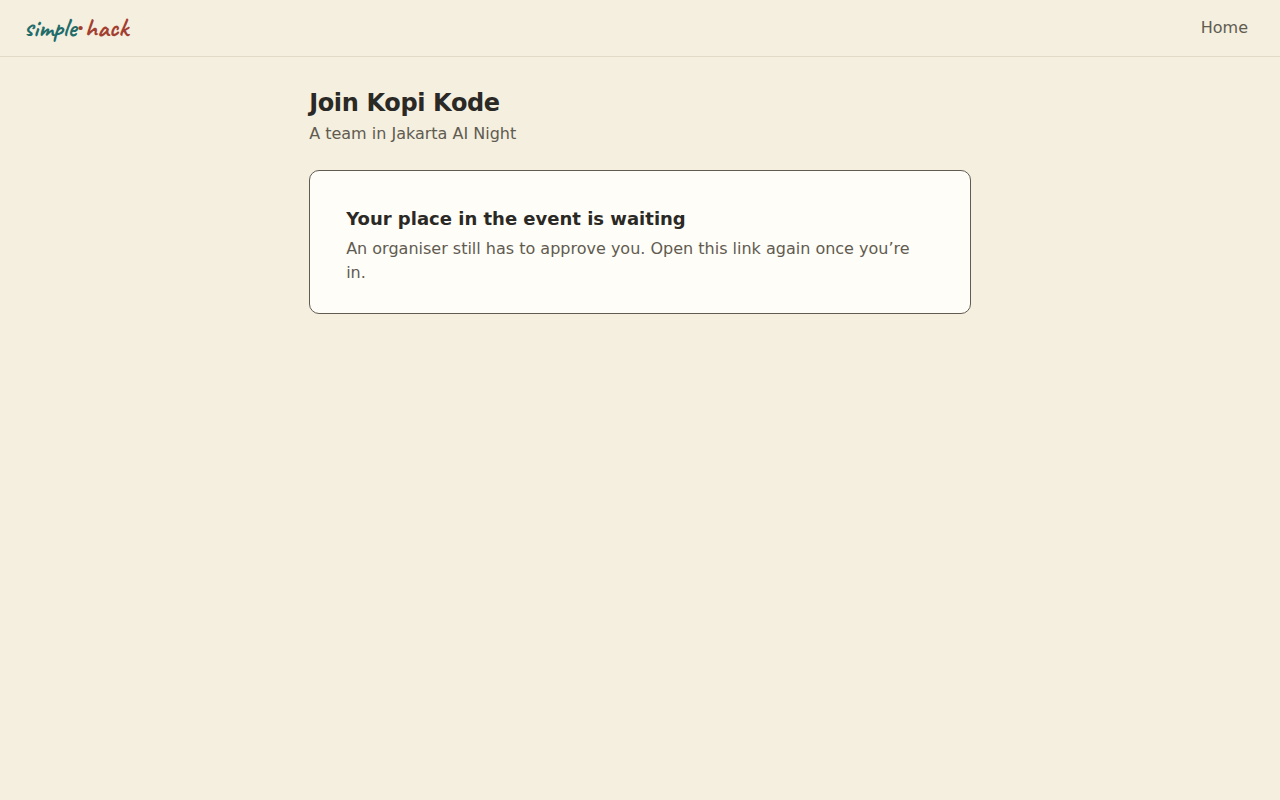 simple·hack
Home
Join Kopi Kode
A team in Jakarta AI Night
Your place in the event is waiting
An organiser still has to approve you. Open this link again once you’re
in.